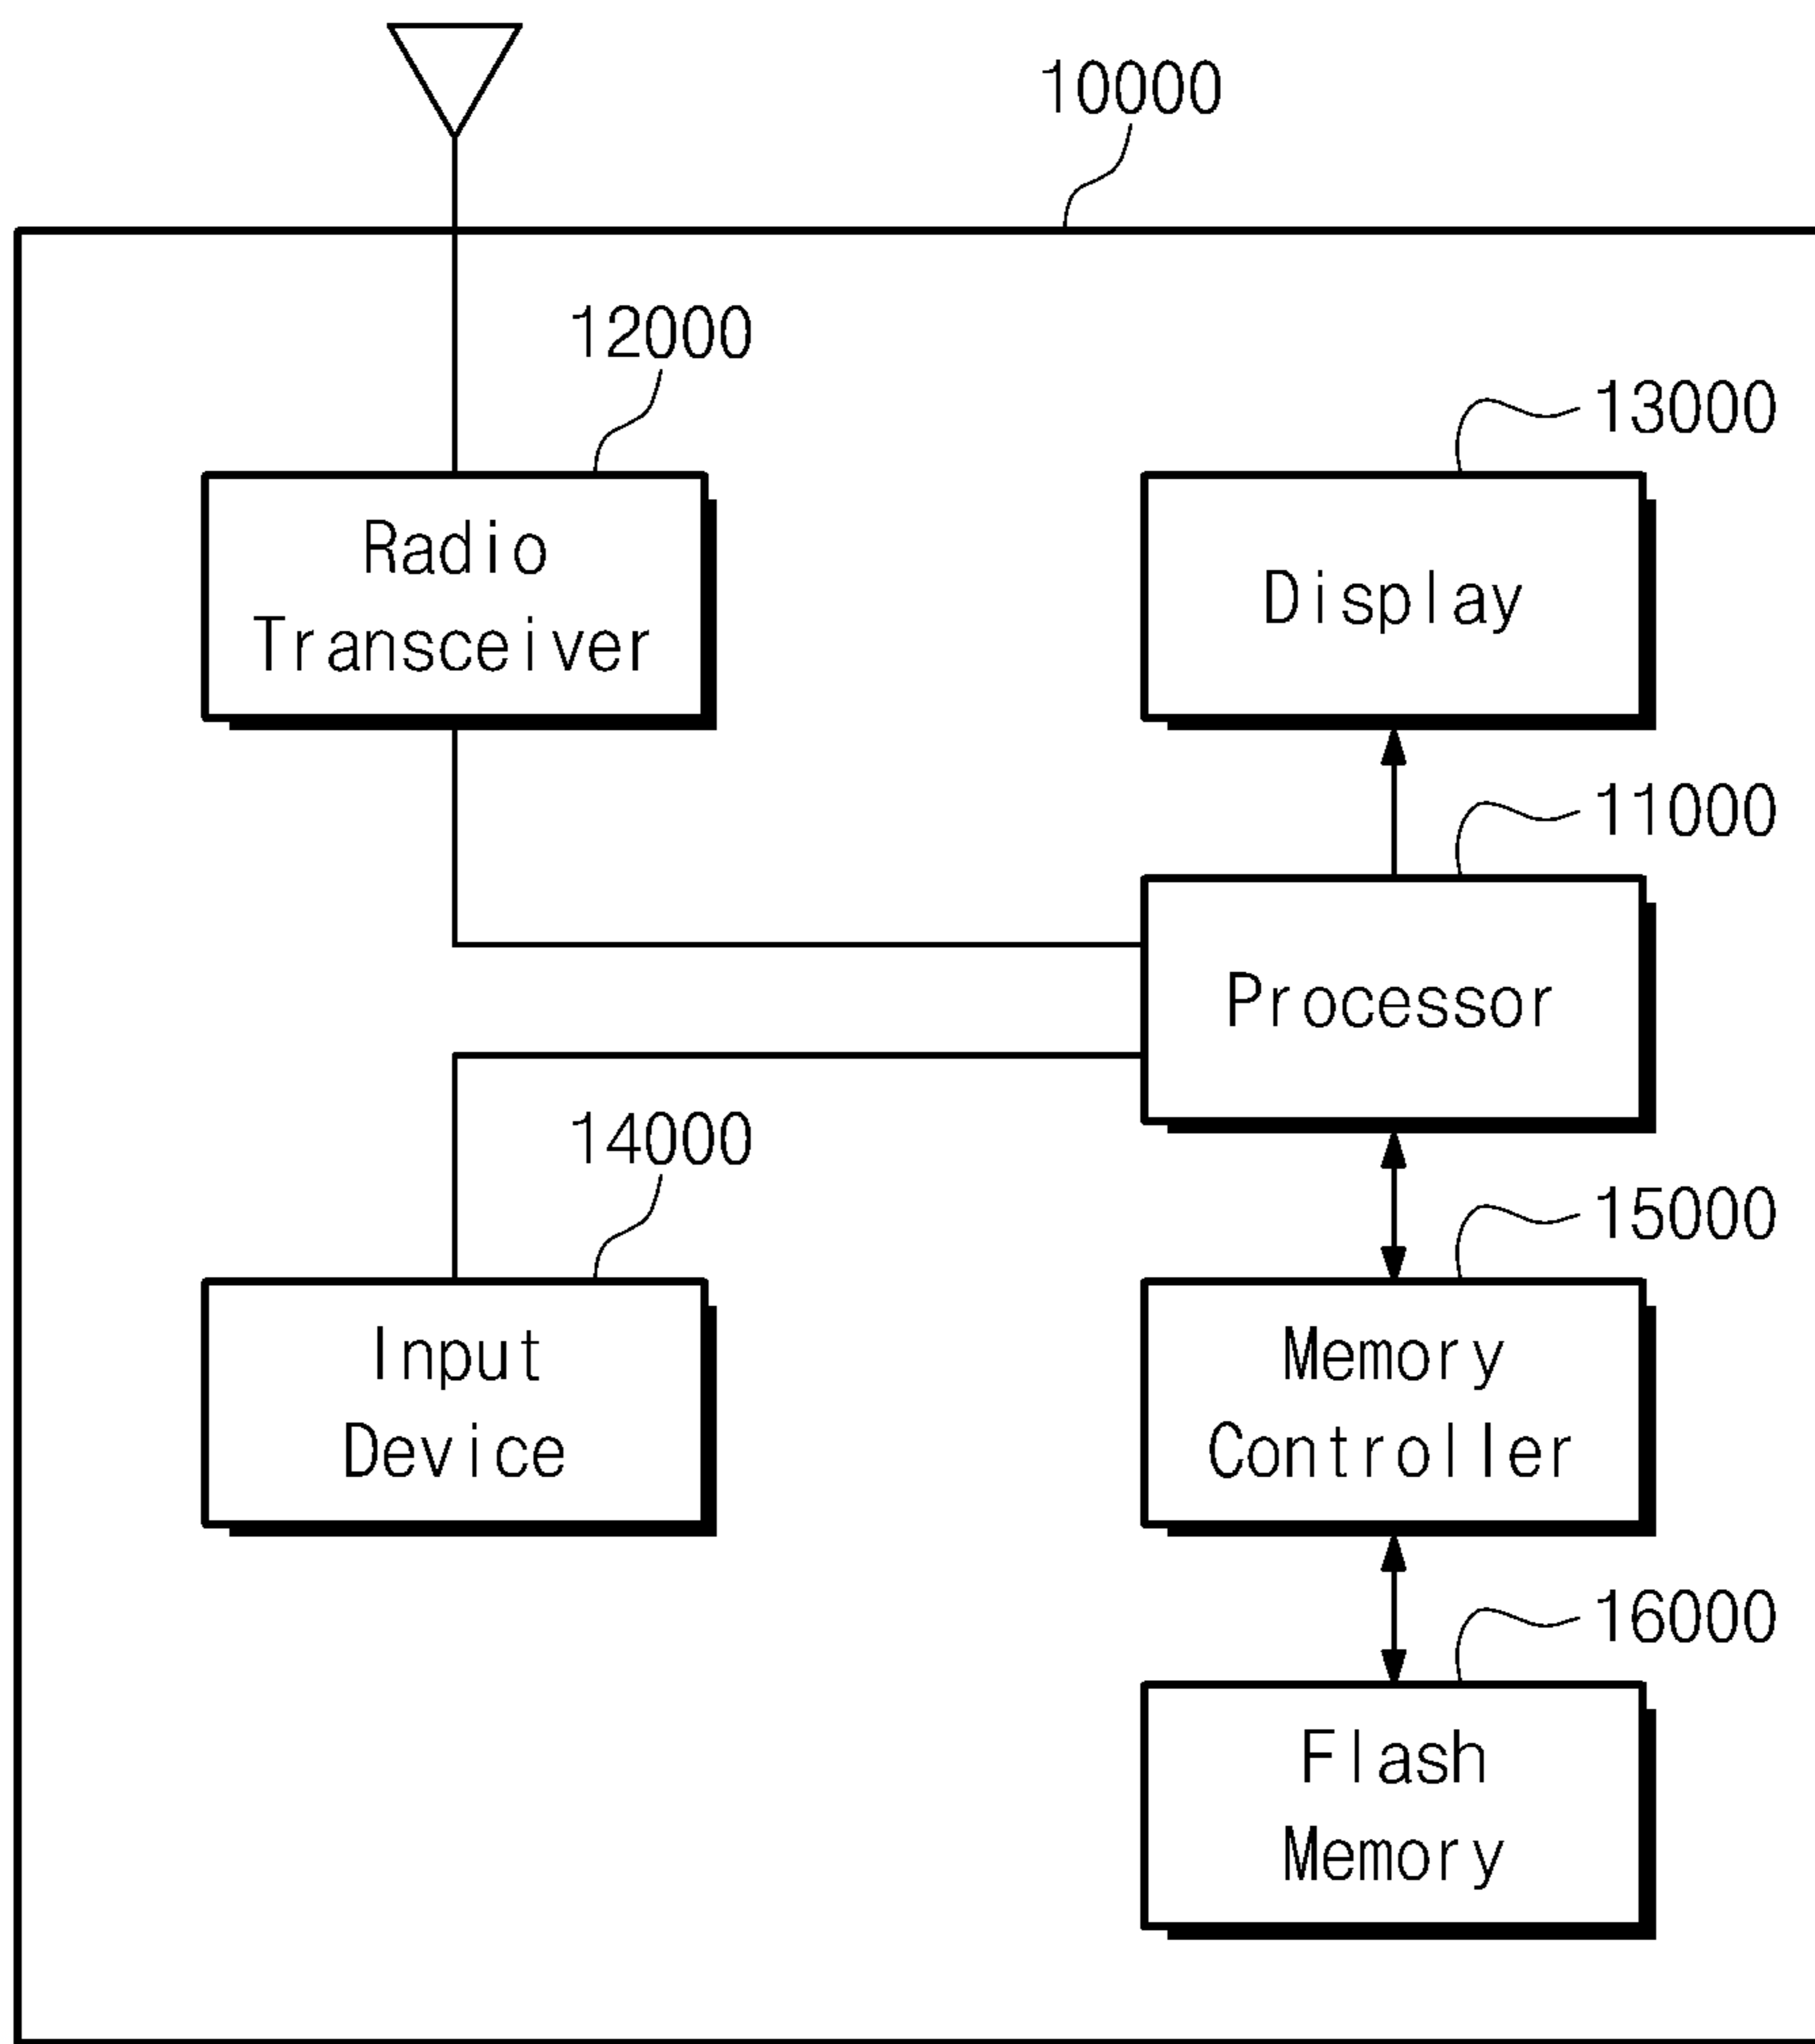 10000
12000
Radio
Transceiver
13000
Display
11000
Processor
14000
Input
Device
15000
Memory
Controller
16000
Flash
Memory